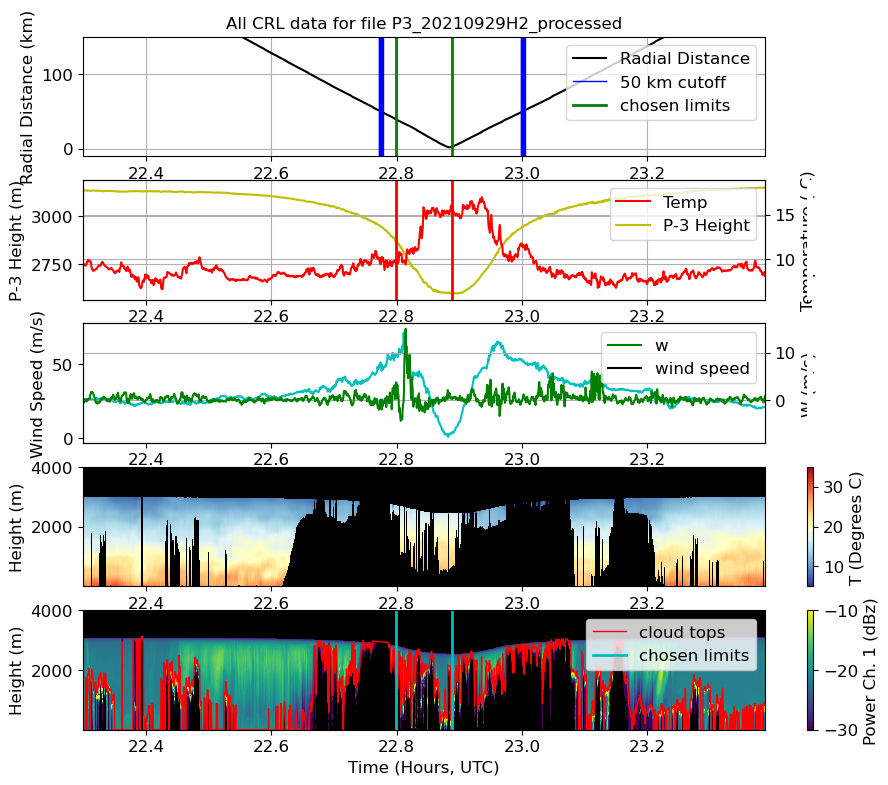 All CRL data for file P3_20210929H2_processed
Radial Distance (km)
100
0
Radial Distance
50 km cutoff
chosen limits
22.4 22.6 22.8 23.0 23.2
P-3 Height (m)
3000
2750
Temp
P-3 Height
15
10
22.4 22.6 22.8 23.0 23.2
Wind Speed (m/s)
50
0
w
wind speed
10
0
22.4 22.6 22.8 23.0 23.2
Height (m)
4000
2000
30
20
10
T (Degrees C)
22.4 22.6 22.8 23.0 23.2
Height (m)
4000
2000
cloud tops
chosen limits
−10
−20
−30
Power Ch. 1 (dBz)
22.4 22.6 22.8 23.0 23.2
Time (Hours, UTC)